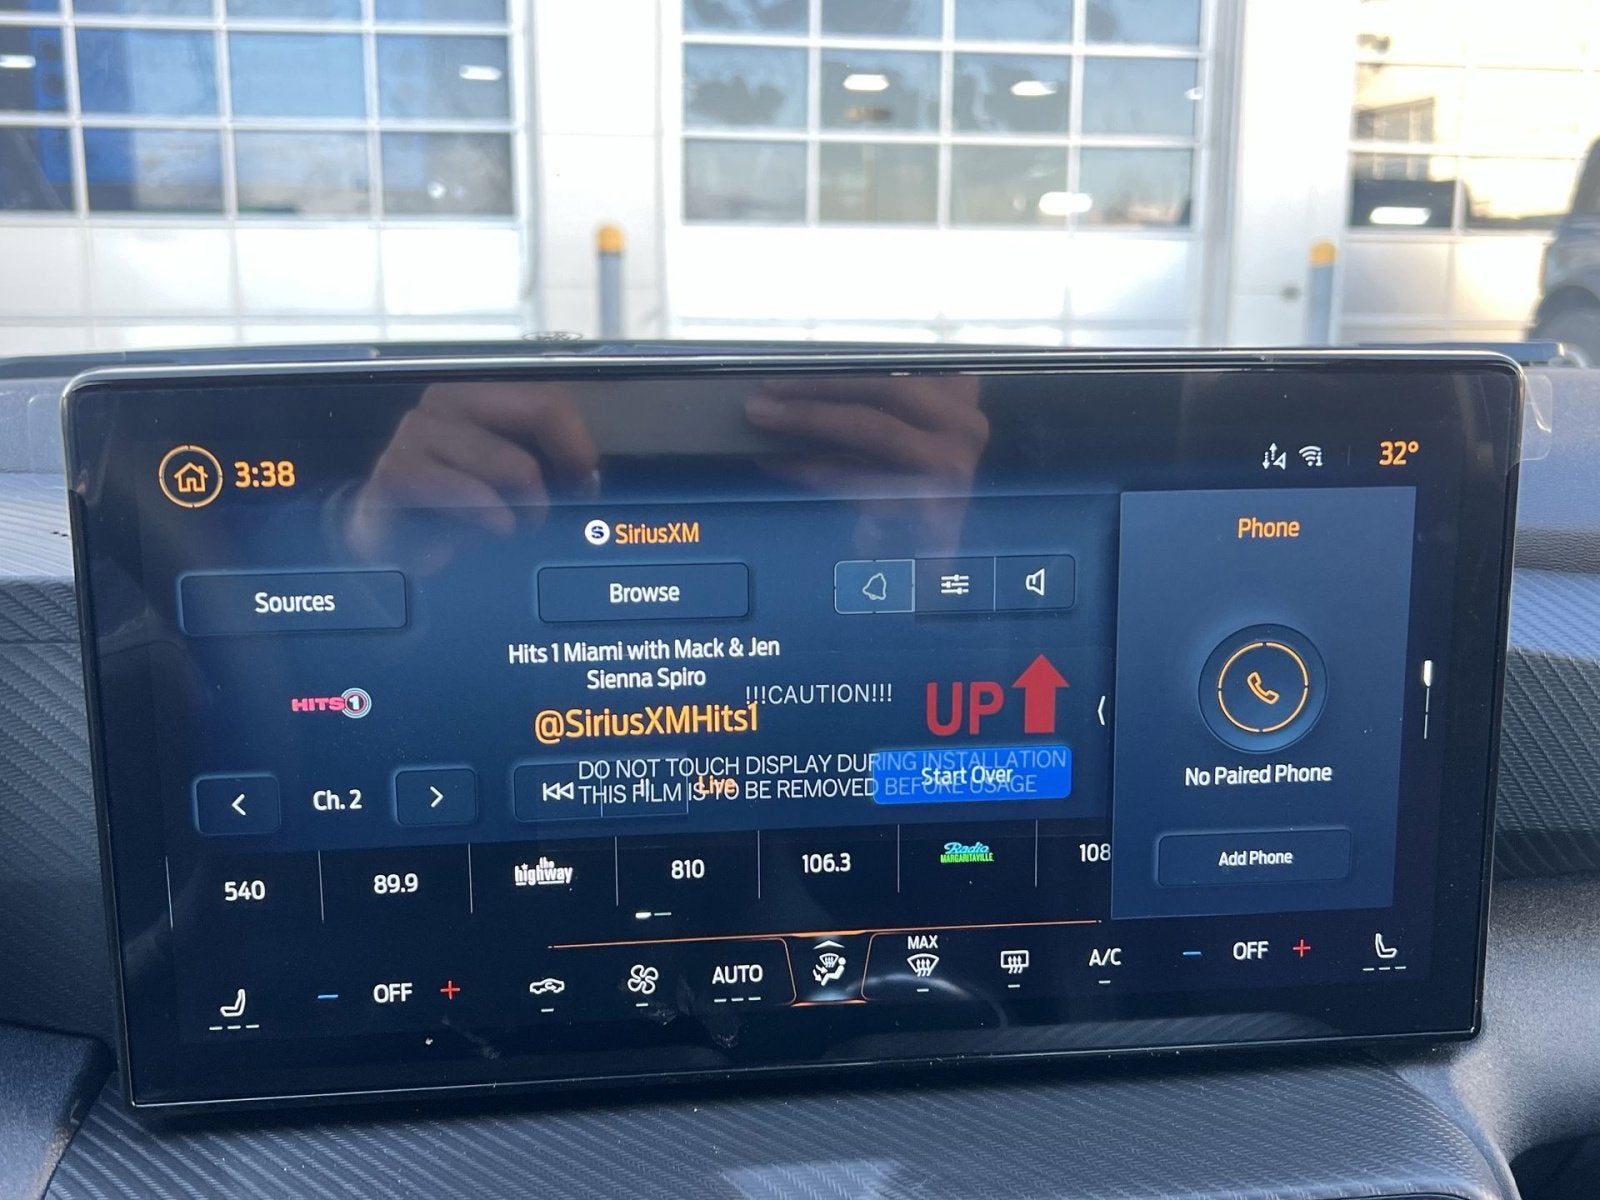 3:38
32°
SiriusXM
Phone
Sources
Browse
Hits 1 Miami with Mack & Jen
Sienna Spiro
HITS 1
!!!CAUTION!!!
UP
@SiriusXMHits1
DO NOT TOUCH DISPLAY DURING INSTALLATION
THIS FILM IS TO BE REMOVED BEFORE USAGE
Ch. 2
Live
Start Over
No Paired Phone
540
89.9
the highway
810
106.3
Radio
MARGARITAVILLE
108
Add Phone
OFF
AUTO
MAX
A/C
OFF